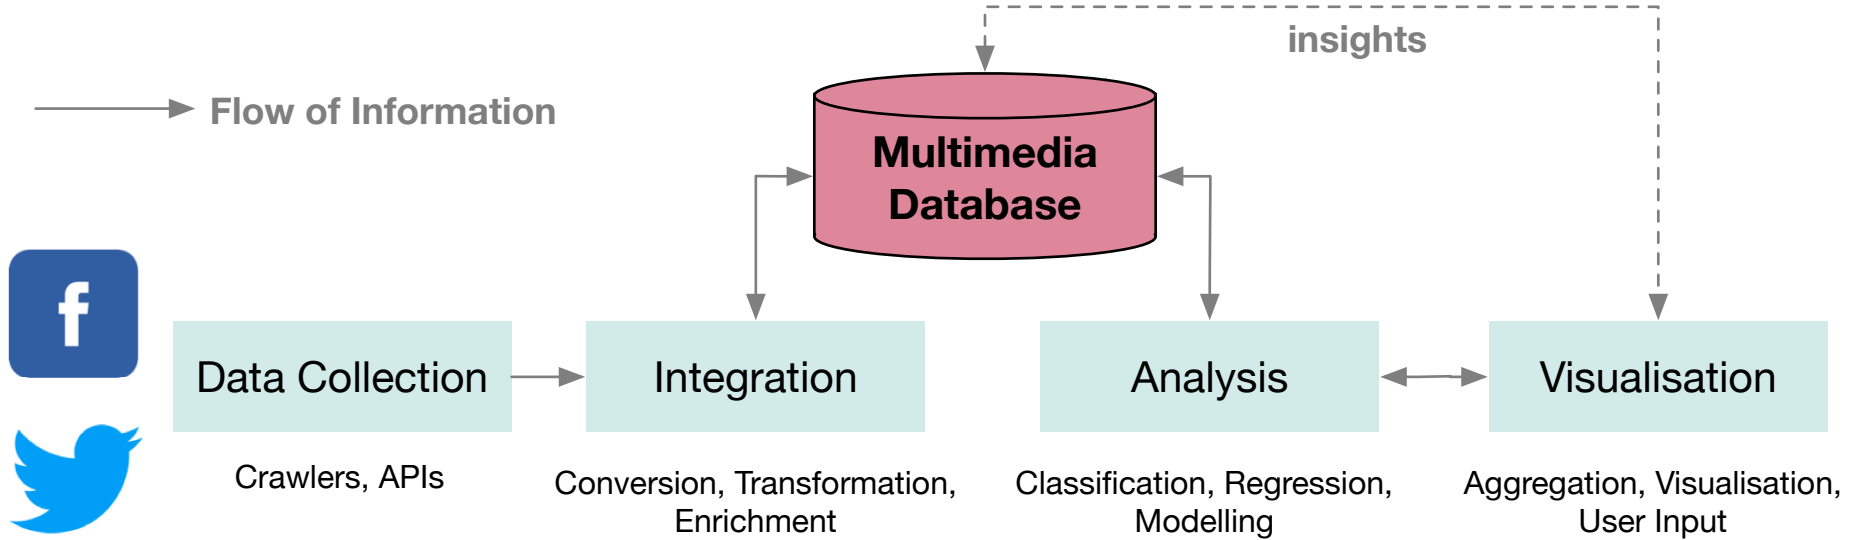 insights
Flow of Information
Multimedia
Database
f
Data Collection
Integration
Analysis
Visualisation
Crawlers, APIs
Conversion, Transformation,
Enrichment
Classification, Regression,
Modelling
Aggregation, Visualisation,
User Input